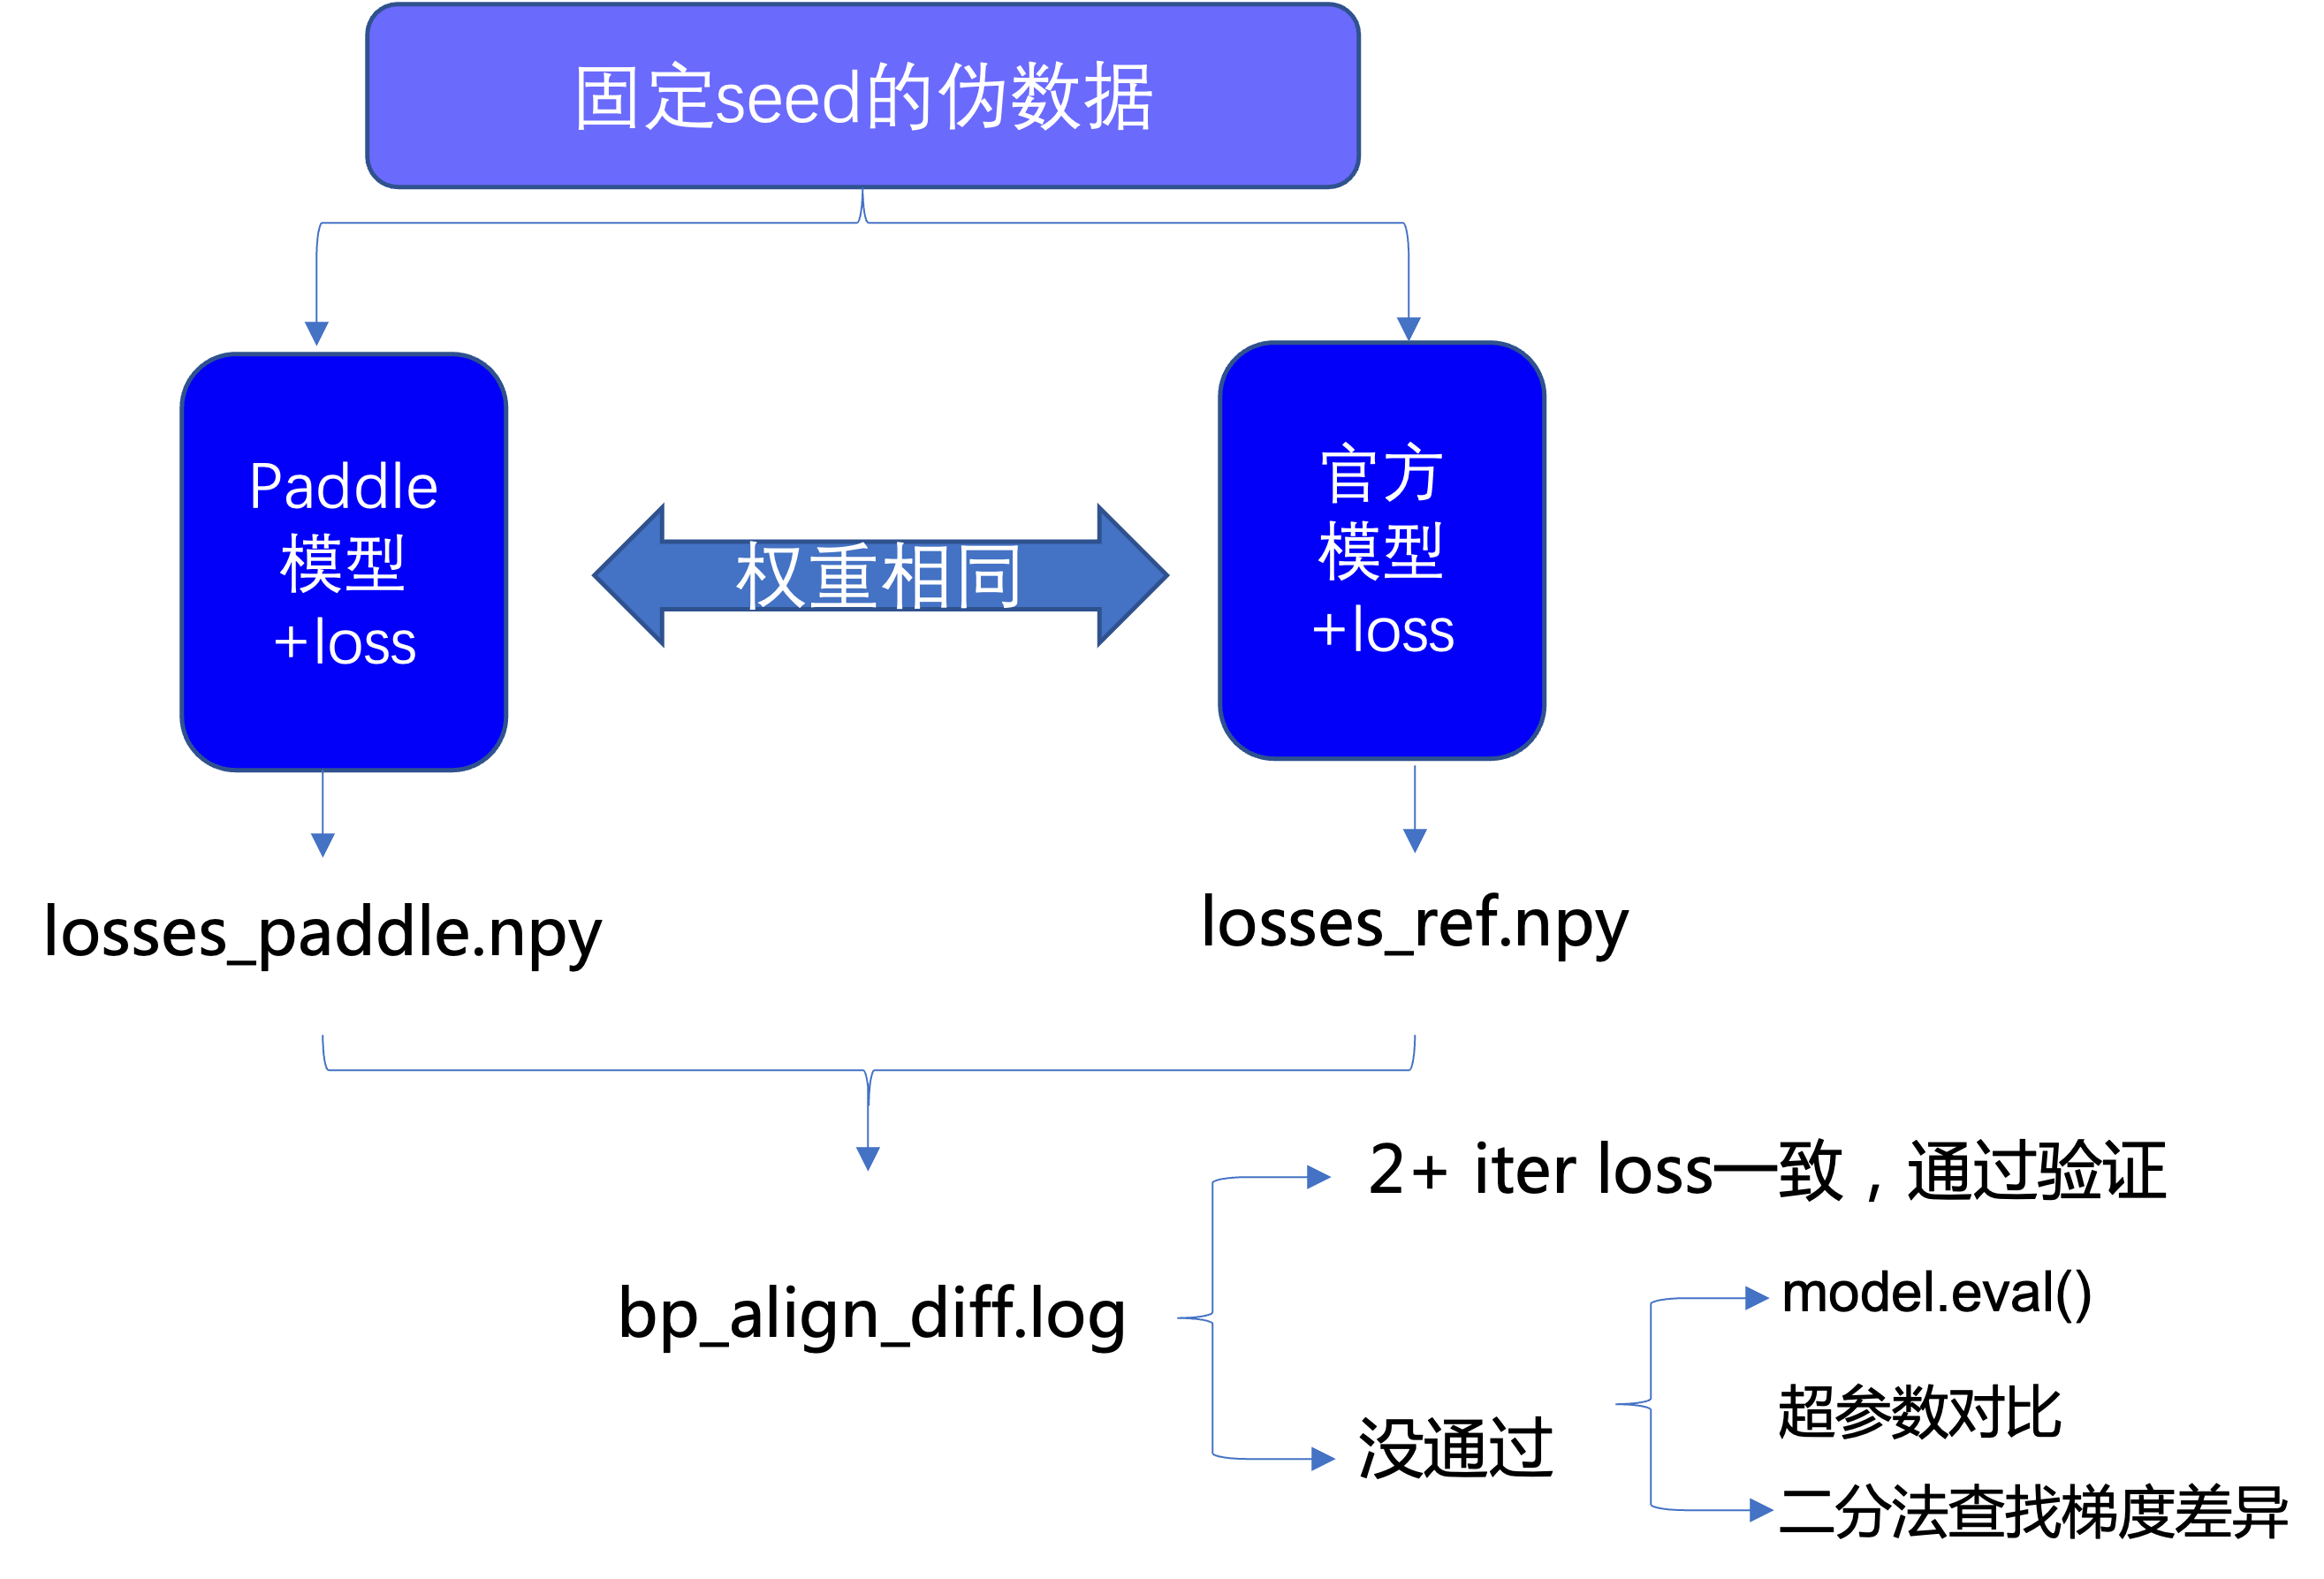 固定seed的伪数据
Paddle
模型
+loss
权重相同
官方
模型
+loss
losses_paddle.npy
losses_ref.npy
bp_align_diff.log
2+ iter loss一致，通过验证
没通过
model.eval()
超参数对比
二分法查找梯度差异